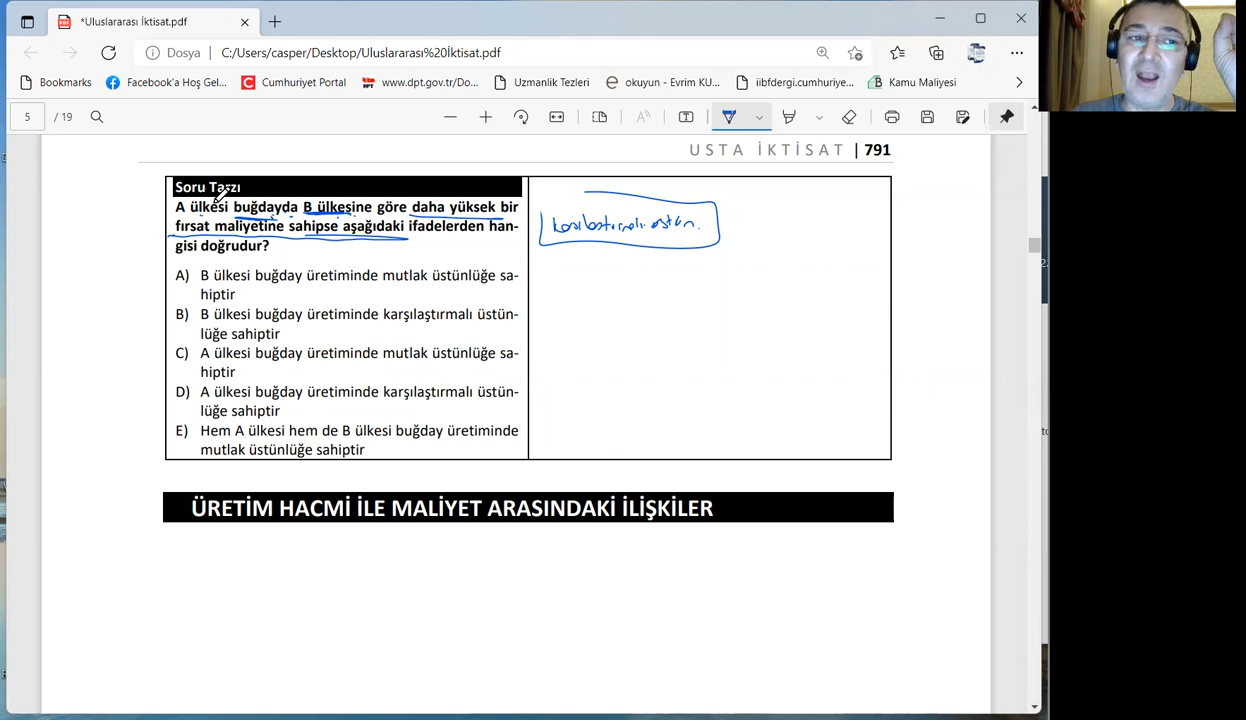 *Uluslararası İktisat.pdf
Dosya
C:/Users/casper/Desktop/Uluslararası%20İktisat.pdf
Bookmarks
Facebook'a Hoş Gel...
Cumhuriyet Portal
www.dpt.gov.tr/Do...
Uzmanlık Tezleri
okuyun - Evrim KU...
iibfdergi.cumhuriye...
Kamu Maliyesi
5 / 19
USTA İKTİSAT | 791
Soru Tarzı
A ülkesi buğdayda B ülkesine göre daha yüksek bir
fırsat maliyetine sahipse aşağıdaki ifadelerden han-
gisi doğrudur?
A) B ülkesi buğday üretiminde mutlak üstünlüğe sa-
hiptir
B) B ülkesi buğday üretiminde karşılaştırmalı üstün-
lüğe sahiptir
C) A ülkesi buğday üretiminde mutlak üstünlüğe sa-
hiptir
D) A ülkesi buğday üretiminde karşılaştırmalı üstün-
lüğe sahiptir
E) Hem A ülkesi hem de B ülkesi buğday üretiminde
mutlak üstünlüğe sahiptir
karşılaştırmalı üstün.
ÜRETİM HACMİ İLE MALİYET ARASINDAKİ İLİŞKİLER